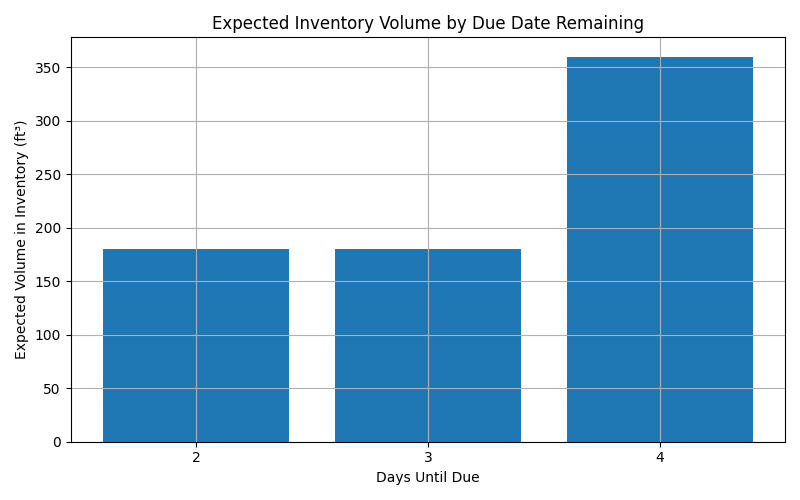 Expected Inventory Volume by Due Date Remaining
Expected Volume in Inventory (ft³)
350
300
250
200
150
100
50
0
2 3 4
Days Until Due